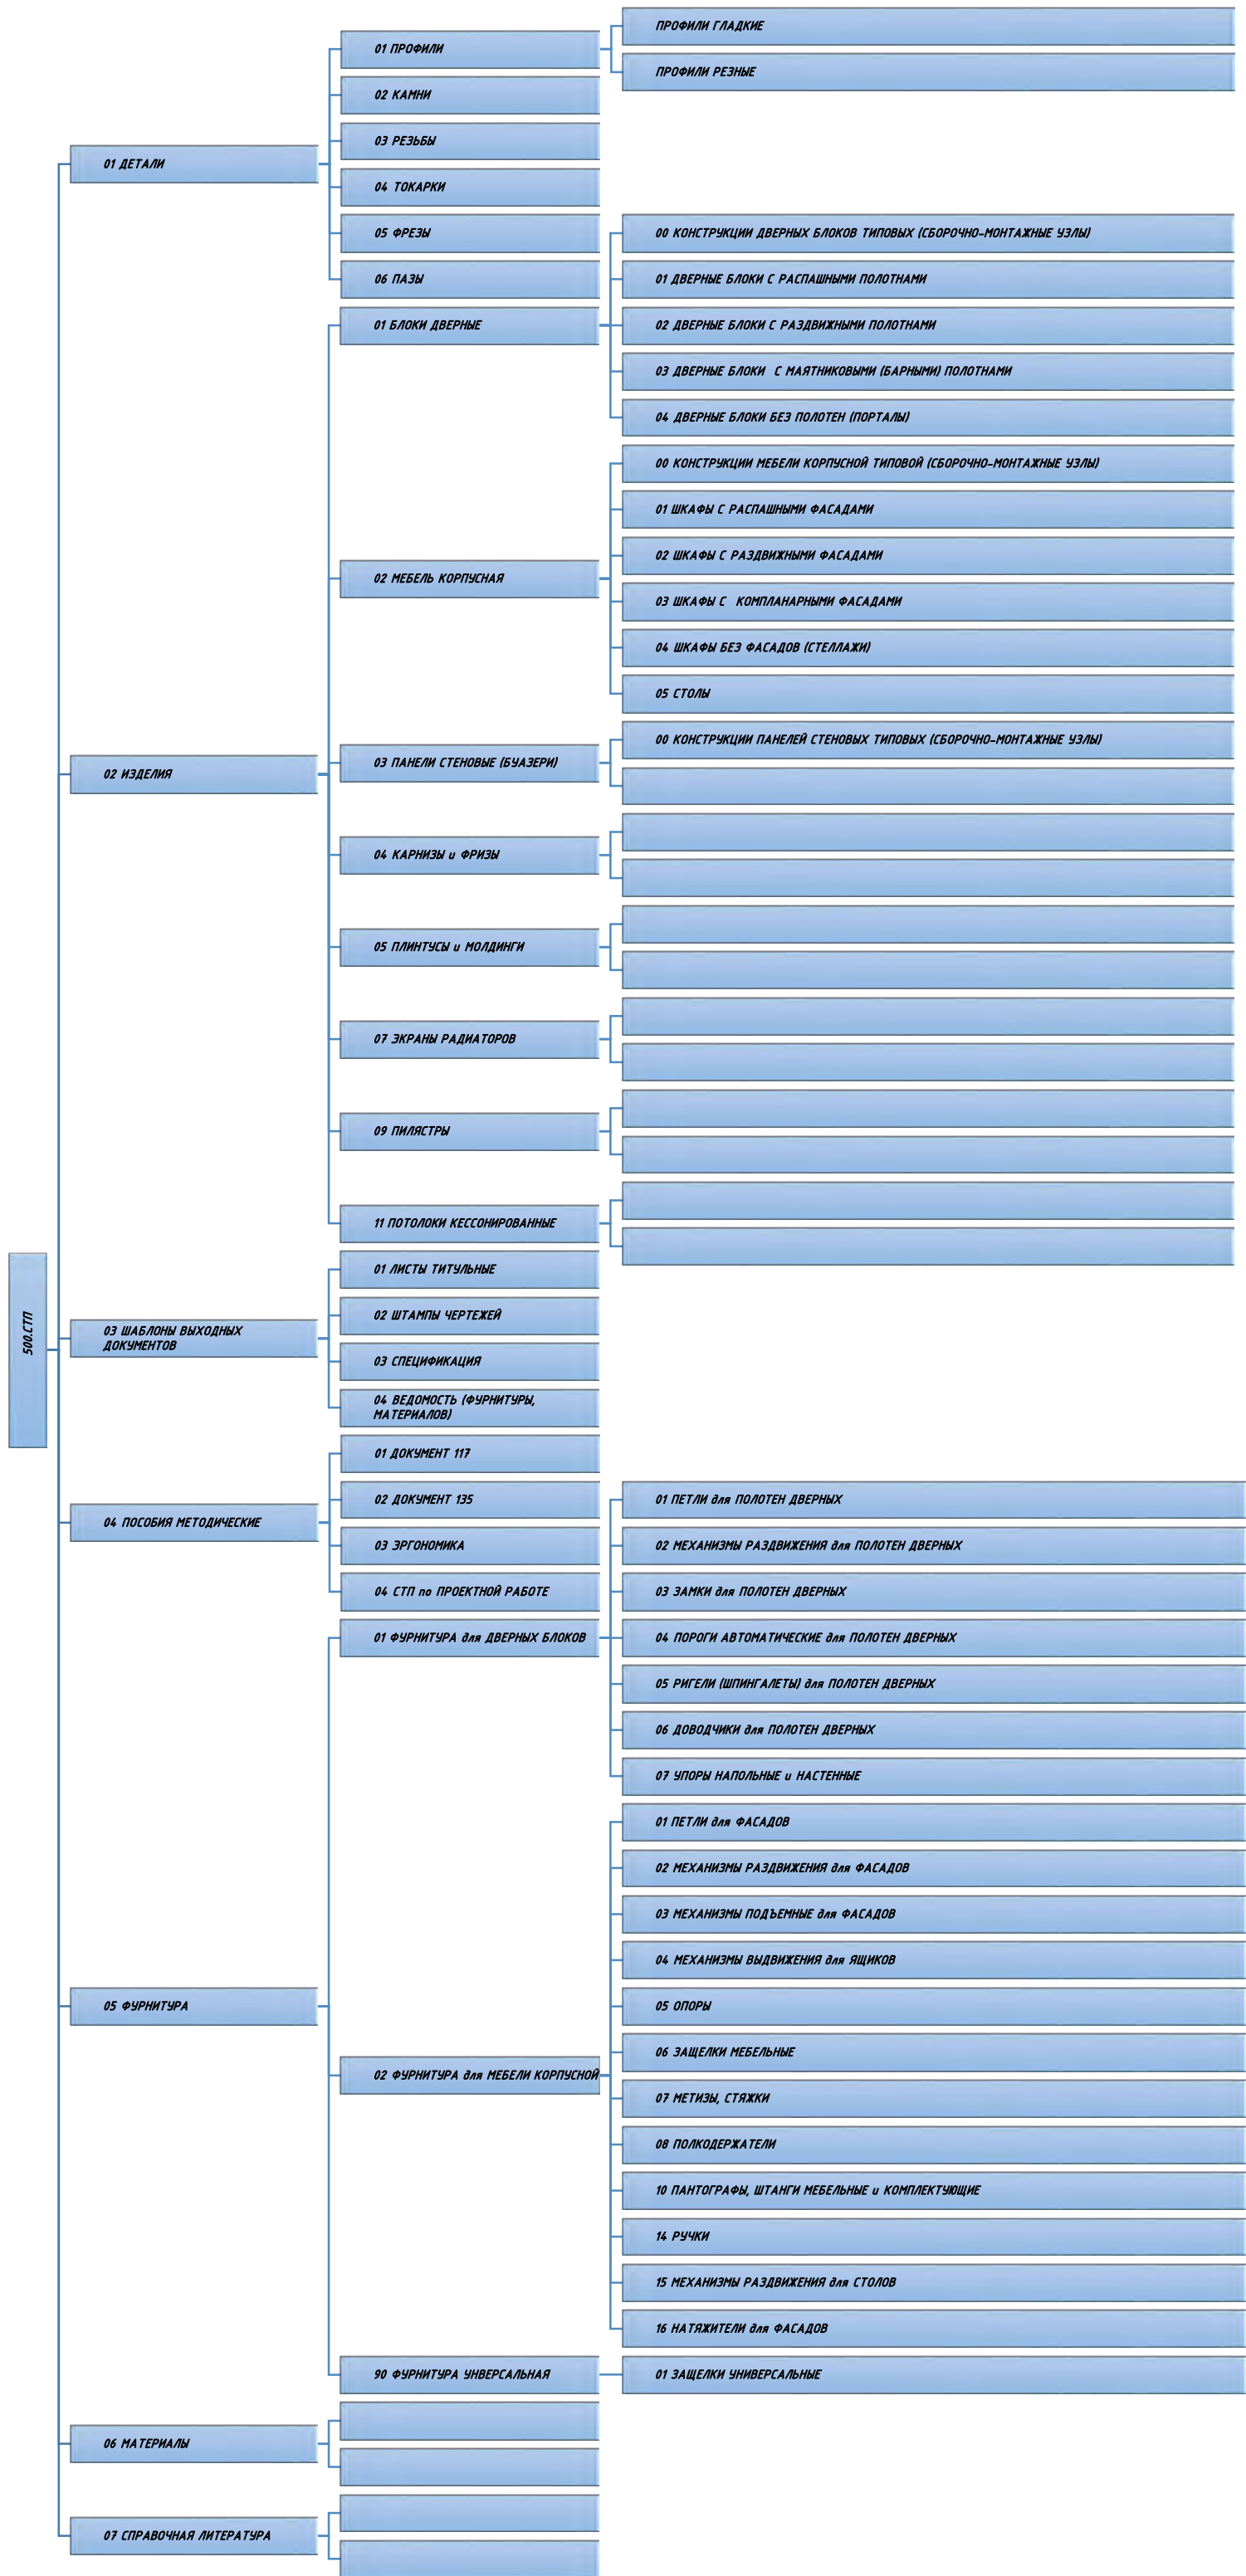 500.СТП
01 ДЕТАЛИ
01 ПРОФИЛИ
ПРОФИЛИ ГЛАДКИЕ
ПРОФИЛИ РЕЗНЫЕ
02 КАМНИ
03 РЕЗЬБЫ
04 ТОКАРКИ
05 ФРЕЗЫ
06 ПАЗЫ
02 ИЗДЕЛИЯ
01 БЛОКИ ДВЕРНЫЕ
00 КОНСТРУКЦИИ ДВЕРНЫХ БЛОКОВ ТИПОВЫХ (СБОРОЧНО-МОНТАЖНЫЕ УЗЛЫ)
01 ДВЕРНЫЕ БЛОКИ С РАСПАШНЫМИ ПОЛОТНАМИ
02 ДВЕРНЫЕ БЛОКИ С РАЗДВИЖНЫМИ ПОЛОТНАМИ
03 ДВЕРНЫЕ БЛОКИ С МАЯТНИКОВЫМИ (БАРНЫМИ) ПОЛОТНАМИ
04 ДВЕРНЫЕ БЛОКИ БЕЗ ПОЛОТЕН (ПОРТАЛЫ)
02 МЕБЕЛЬ КОРПУСНАЯ
00 КОНСТРУКЦИИ МЕБЕЛИ КОРПУСНОЙ ТИПОВОЙ (СБОРОЧНО-МОНТАЖНЫЕ УЗЛЫ)
01 ШКАФЫ С РАСПАШНЫМИ ФАСАДАМИ
02 ШКАФЫ С РАЗДВИЖНЫМИ ФАСАДАМИ
03 ШКАФЫ С КОМПЛАНАРНЫМИ ФАСАДАМИ
04 ШКАФЫ БЕЗ ФАСАДОВ (СТЕЛЛАЖИ)
05 СТОЛЫ
03 ПАНЕЛИ СТЕНОВЫЕ (БУАЗЕРИ)
00 КОНСТРУКЦИИ ПАНЕЛЕЙ СТЕНОВЫХ ТИПОВЫХ (СБОРОЧНО-МОНТАЖНЫЕ УЗЛЫ)
04 КАРНИЗЫ и ФРИЗЫ
05 ПЛИНТУСЫ и МОЛДИНГИ
07 ЭКРАНЫ РАДИАТОРОВ
09 ПИЛЯСТРЫ
11 ПОТОЛОКИ КЕССОНИРОВАННЫЕ
03 ШАБЛОНЫ ВЫХОДНЫХ
ДОКУМЕНТОВ
01 ЛИСТЫ ТИТУЛЬНЫЕ
02 ШТАМПЫ ЧЕРТЕЖЕЙ
03 СПЕЦИФИКАЦИЯ
04 ВЕДОМОСТЬ (ФУРНИТУРЫ,
МАТЕРИАЛОВ)
04 ПОСОБИЯ МЕТОДИЧЕСКИЕ
01 ДОКУМЕНТ 117
02 ДОКУМЕНТ 135
03 ЭРГОНОМИКА
04 СТП по ПРОЕКТНОЙ РАБОТЕ
05 ФУРНИТУРА
01 ФУРНИТУРА для ДВЕРНЫХ БЛОКОВ
01 ПЕТЛИ для ПОЛОТЕН ДВЕРНЫХ
02 МЕХАНИЗМЫ РАЗДВИЖЕНИЯ для ПОЛОТЕН ДВЕРНЫХ
03 ЗАМКИ для ПОЛОТЕН ДВЕРНЫХ
04 ПОРОГИ АВТОМАТИЧЕСКИЕ для ПОЛОТЕН ДВЕРНЫХ
05 РИГЕЛИ (ШПИНГАЛЕТЫ) для ПОЛОТЕН ДВЕРНЫХ
06 ДОВОДЧИКИ для ПОЛОТЕН ДВЕРНЫХ
07 УПОРЫ НАПОЛЬНЫЕ и НАСТЕННЫЕ
02 ФУРНИТУРА для МЕБЕЛИ КОРПУСНОЙ
01 ПЕТЛИ для ФАСАДОВ
02 МЕХАНИЗМЫ РАЗДВИЖЕНИЯ для ФАСАДОВ
03 МЕХАНИЗМЫ ПОДЪЕМНЫЕ для ФАСАДОВ
04 МЕХАНИЗМЫ ВЫДВИЖЕНИЯ для ЯЩИКОВ
05 ОПОРЫ
06 ЗАЩЕЛКИ МЕБЕЛЬНЫЕ
07 МЕТИЗЫ, СТЯЖКИ
08 ПОЛКОДЕРЖАТЕЛИ
10 ПАНТОГРАФЫ, ШТАНГИ МЕБЕЛЬНЫЕ и КОМПЛЕКТУЮЩИЕ
14 РУЧКИ
15 МЕХАНИЗМЫ РАЗДВИЖЕНИЯ для СТОЛОВ
16 НАТЯЖИТЕЛИ для ФАСАДОВ
90 ФУРНИТУРА УНВЕРСАЛЬНАЯ
01 ЗАЩЕЛКИ УНИВЕРСАЛЬНЫЕ
06 МАТЕРИАЛЫ
07 СПРАВОЧНАЯ ЛИТЕРАТУРА